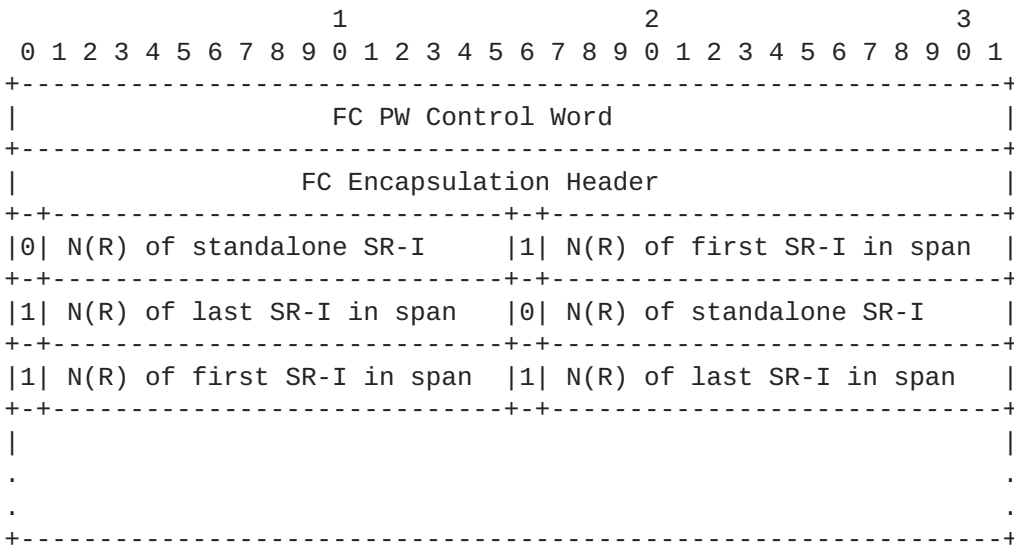 1                   2                   3
 0 1 2 3 4 5 6 7 8 9 0 1 2 3 4 5 6 7 8 9 0 1 2 3 4 5 6 7 8 9 0 1
+---------------------------------------------------------------+
|                    FC PW Control Word                         |
+---------------------------------------------------------------+
|                  FC Encapsulation Header                      |
+-+-----------------------------+-+-----------------------------+
|0| N(R) of standalone SR-I     |1| N(R) of first SR-I in span  |
+-+-----------------------------+-+-----------------------------+
|1| N(R) of last SR-I in span   |0| N(R) of standalone SR-I     |
+-+-----------------------------+-+-----------------------------+
|1| N(R) of first SR-I in span  |1| N(R) of last SR-I in span   |
+-+-----------------------------+-+-----------------------------+
|                                                               |
.                                                               .
.                                                               .
+---------------------------------------------------------------+